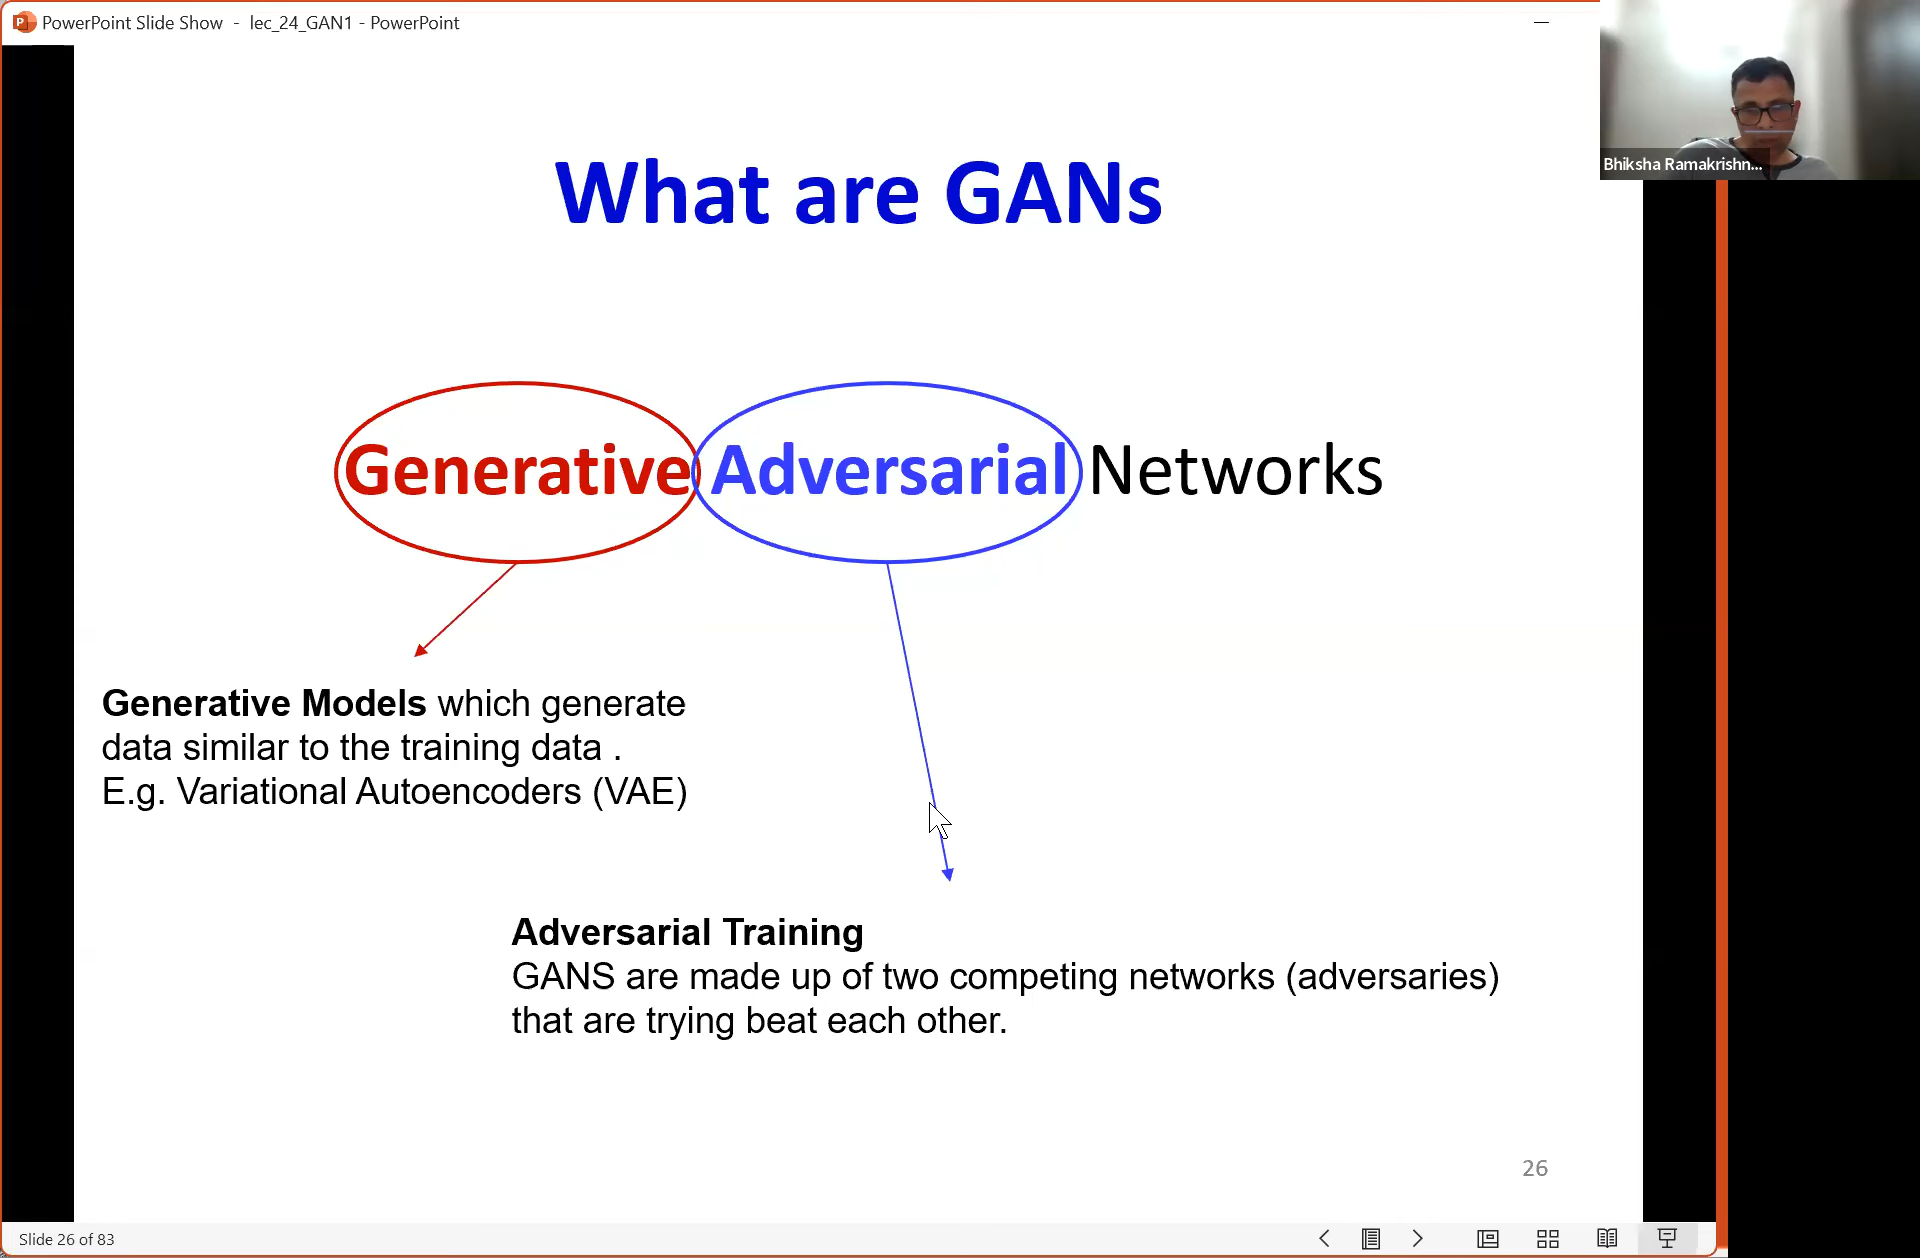 PowerPoint Slide Show - lec_24_GAN1 - PowerPoint
Bhiksha Ramakrishn...
What are GANs
Generative Adversarial Networks
Generative Models which generate
data similar to the training data .
E.g. Variational Autoencoders (VAE)
Adversarial Training
GANS are made up of two competing networks (adversaries)
that are trying beat each other.
26
Slide 26 of 83